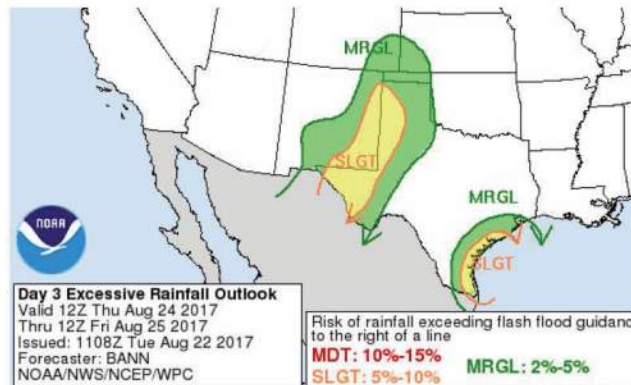 MRGL
SLGT
MRGL
SLGT
NOAA
Day 3 Excessive Rainfall Outlook
Valid 12Z Thu Aug 24 2017
Thru 12Z Fri Aug 25 2017
Issued: 1108Z Tue Aug 22 2017
Forecaster: BANN
NOAA/NWS/NCEP/WPC
Risk of rainfall exceeding flash flood guidance
to the right of a line
MDT: 10%-15%
SLGT: 5%-10%
MRGL: 2%-5%